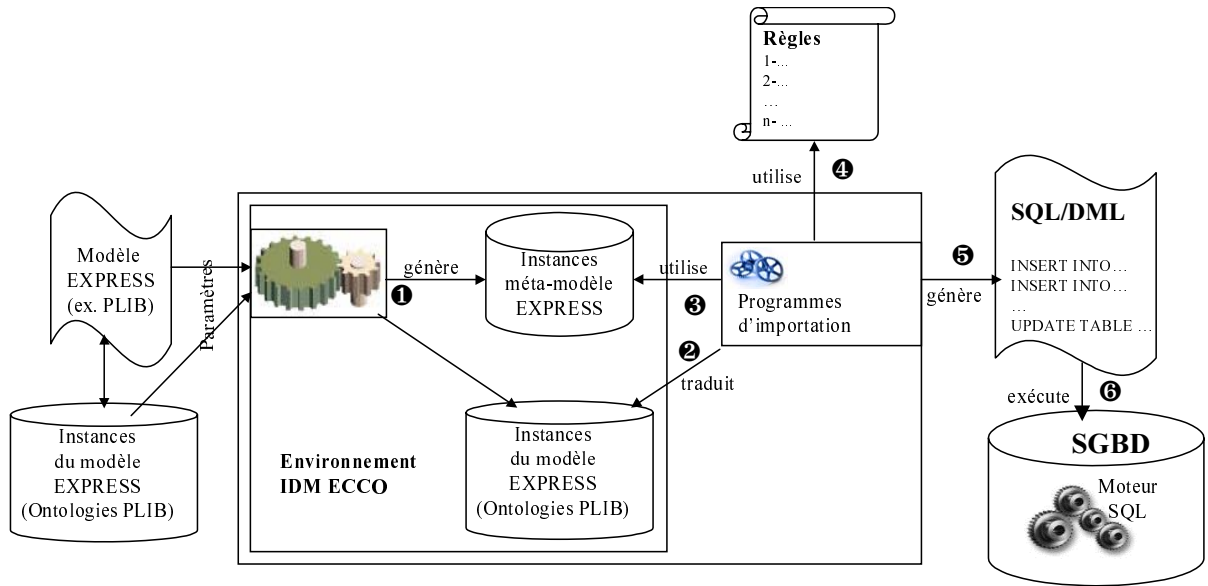 Règles
1-...
2-...
...
n- ...
utilise
❹
Modèle
EXPRESS
(ex. PLIB)
Paramètres
génère
❶
Instances
méta-modèle
EXPRESS
utilise
❸
Programmes
d'importation
❷
traduit
❺
génère
SQL/DML
INSERT INTO...
INSERT INTO...
...
UPDATE TABLE ...
exécute
❻
Instances
du modèle
EXPRESS
(Ontologies PLIB)
Environnement
IDM ECCO
Instances
du modèle
EXPRESS
(Ontologies PLIB)
SGBD
Moteur
SQL